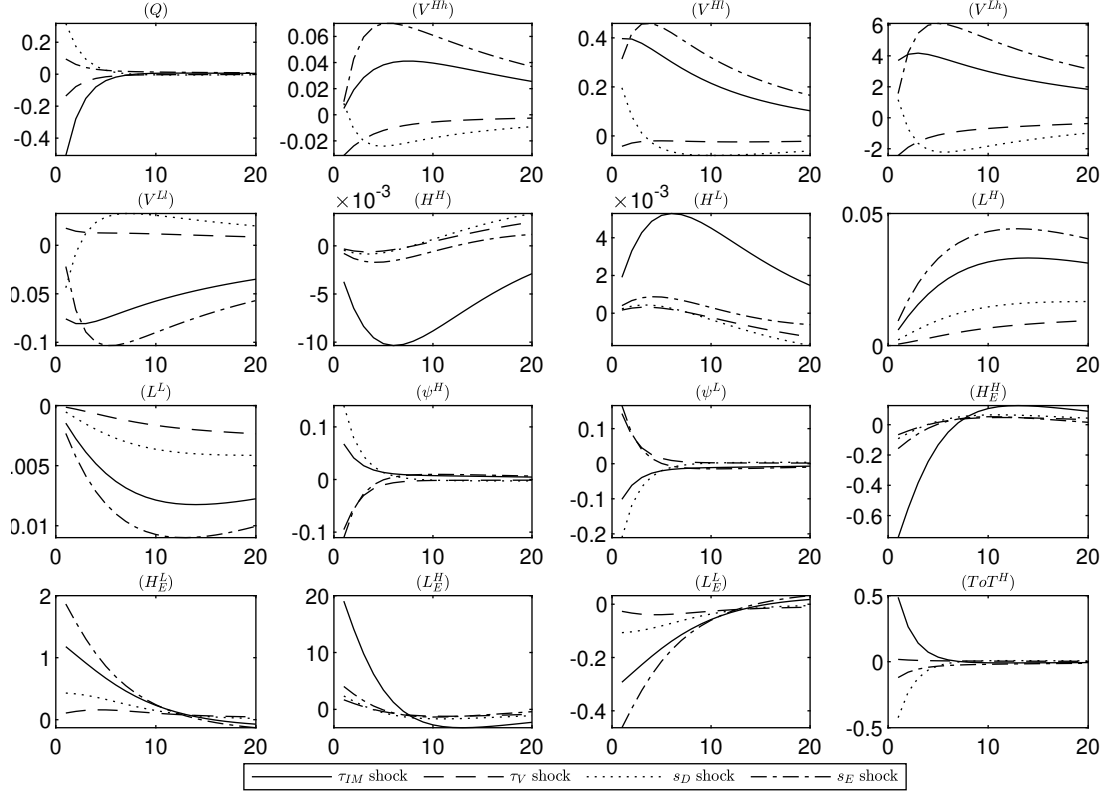 (Q) (V^{Hh}) (V^{Hl}) (V^{Lh})
0.2 0.06 0.4 6
0 0.04 4
-0.2 0.02 0.2 2
-0.4 0 0 0
-0.02 -2
0 10 20 0 10 20 0 10 20 0 10 20
(V^{Ll}) ×10^{-3} (H^H) ×10^{-3} (H^L) (L^H)
0 0 4 0.05
0.05 -5 2
-0.1 -10 0 0
0 10 20 0 10 20 0 10 20 0 10 20
(L^L) (ψ^H) (ψ^L) (H_E^H)
0 0.1 0.1 0
.005 0 0 -0.2
-0.1 -0.4
0.01 -0.1 -0.2 -0.6
0 10 20 0 10 20 0 10 20 0 10 20
(H_E^L) (L_E^H) (L_E^L) (ToT^H)
2 20 0 0.5
1 10 -0.2 0
0 0 -0.4 -0.5
0 10 20 0 10 20 0 10 20 0 10 20
τ_{IM} shock τ_V shock s_D shock s_E shock